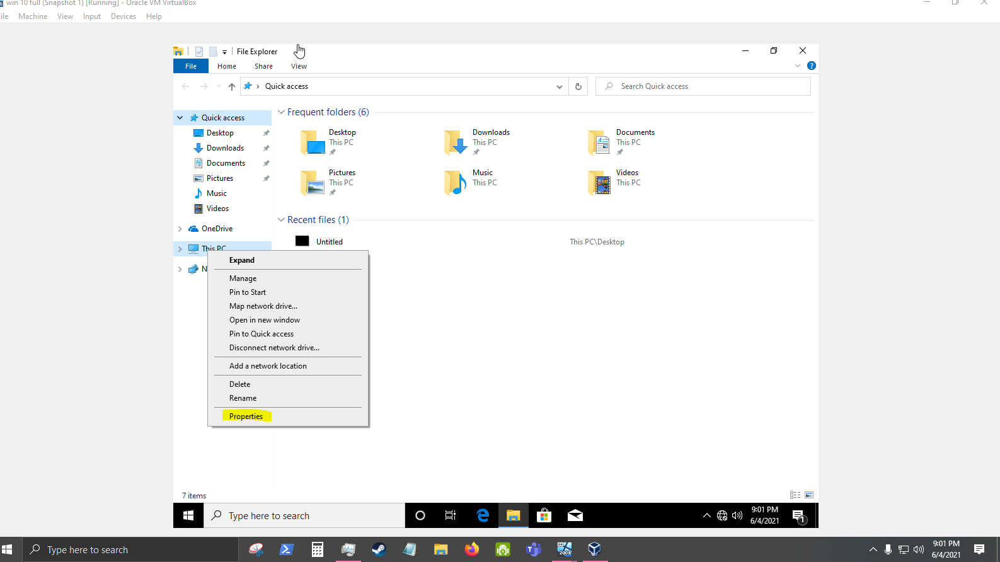 win 10 full (Snapshot 1) [Running] - Oracle VM VirtualBox
Machine View Input Devices Help
File Explorer
File Home Share View
Quick access
Search Quick access
Quick access
Desktop
Downloads
Documents
Pictures
Music
Videos
OneDrive
This PC
N
Frequent folders (6)
Desktop
This PC
Downloads
This PC
Documents
This PC
Pictures
This PC
Music
This PC
Videos
This PC
Recent files (1)
Untitled
This PC\Desktop
Expand
Manage
Pin to Start
Map network drive...
Open in new window
Pin to Quick access
Disconnect network drive...
Add a network location
Delete
Rename
Properties
7 items
Type here to search
9:01 PM
6/4/2021
1
Type here to search
64
2008
9:01 PM
6/4/2021